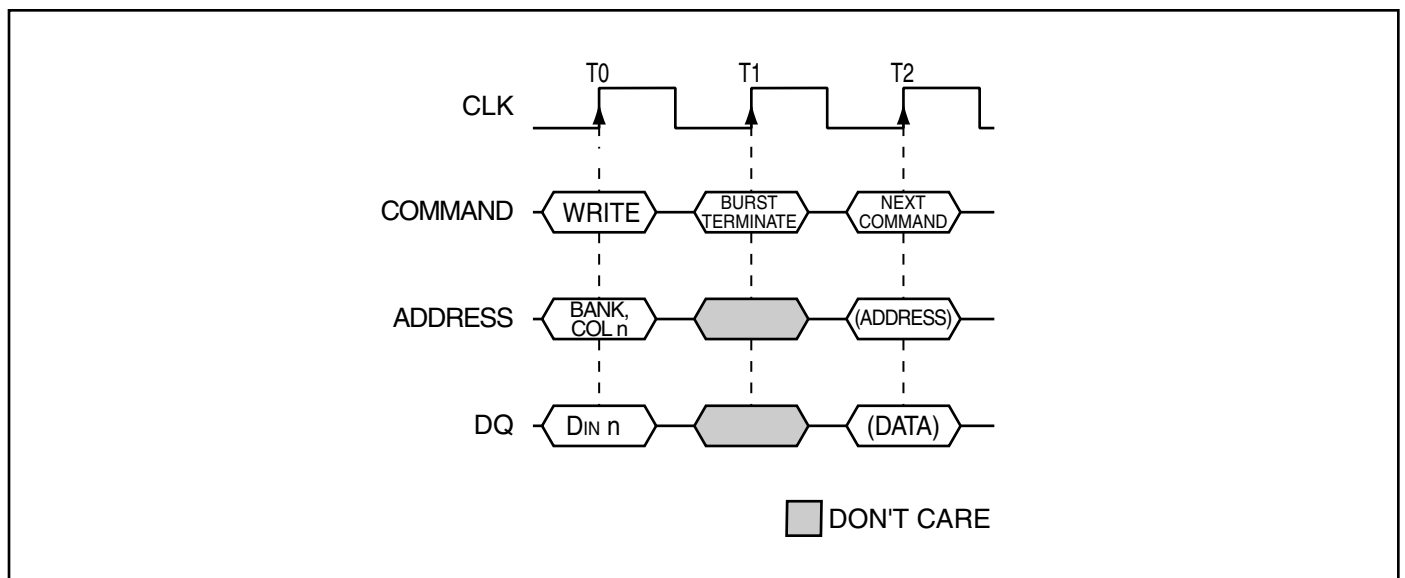 T0 T1 T2
CLK
COMMAND WRITE BURST TERMINATE NEXT COMMAND
ADDRESS BANK, COL n (ADDRESS)
DQ DIN n (DATA)
DON'T CARE